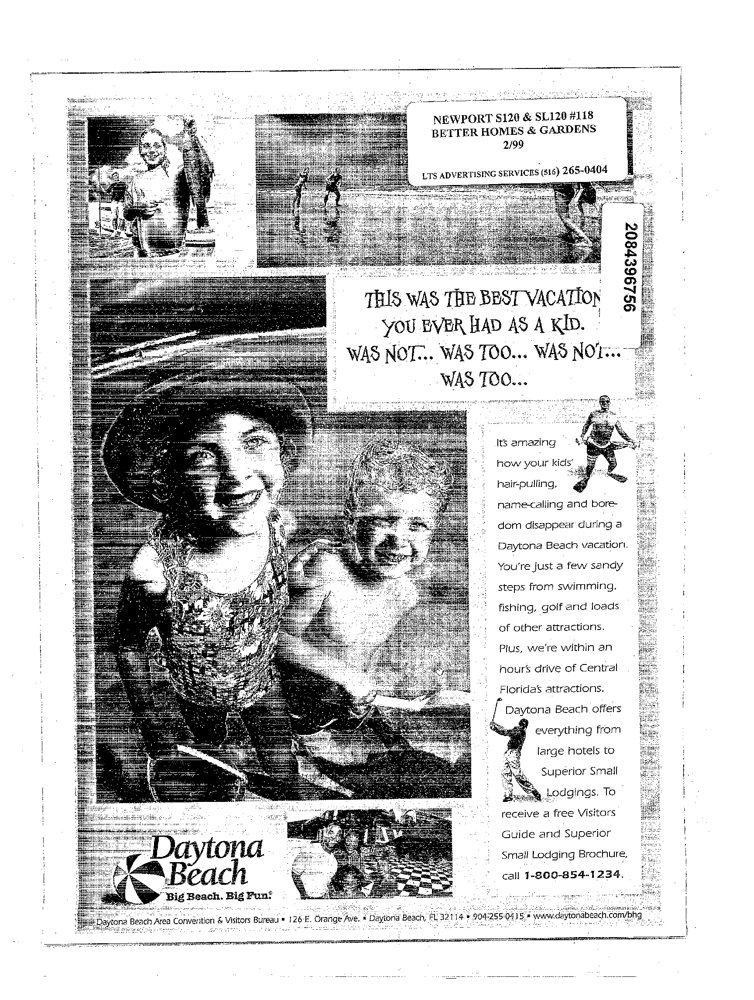 NEWPORT S120 & SL120 #118
BETTER HOMES & GARDENS
2/99
LTS ADVERTISING SERVICES (516) 265-0404
2084396756
THIS WAS THE BEST VACATION
YOU EVER HAD AS A KID.
WAS NOT... WAS TOO... WAS NOT...
WAS TOO...
It's amazing
how your kids'
hair-pulling,
name-calling and bore-
dom disappear during a
Daytona Beach vacation.
You're just a few sandy
steps from swimming,
fishing, golf and loads
of other attractions.
Plus, we're within an
hour's drive of Central
Florida's attractions.
Daytona Beach offers
everything from
large hotels to
Superior Small
Lodgings. To
receive a free Visitors
Guide and Superior
Small Lodging Brochure,
call 1-800-854-1234.
Daytona
Beach
Big Beach. Big Fun.®
Daytona Beach Area Convention & Visitors Bureau • 126 E. Orange Ave. • Daytona Beach, FL 32114 • 904-255-0415 • www.daytonabeach.com/bhg